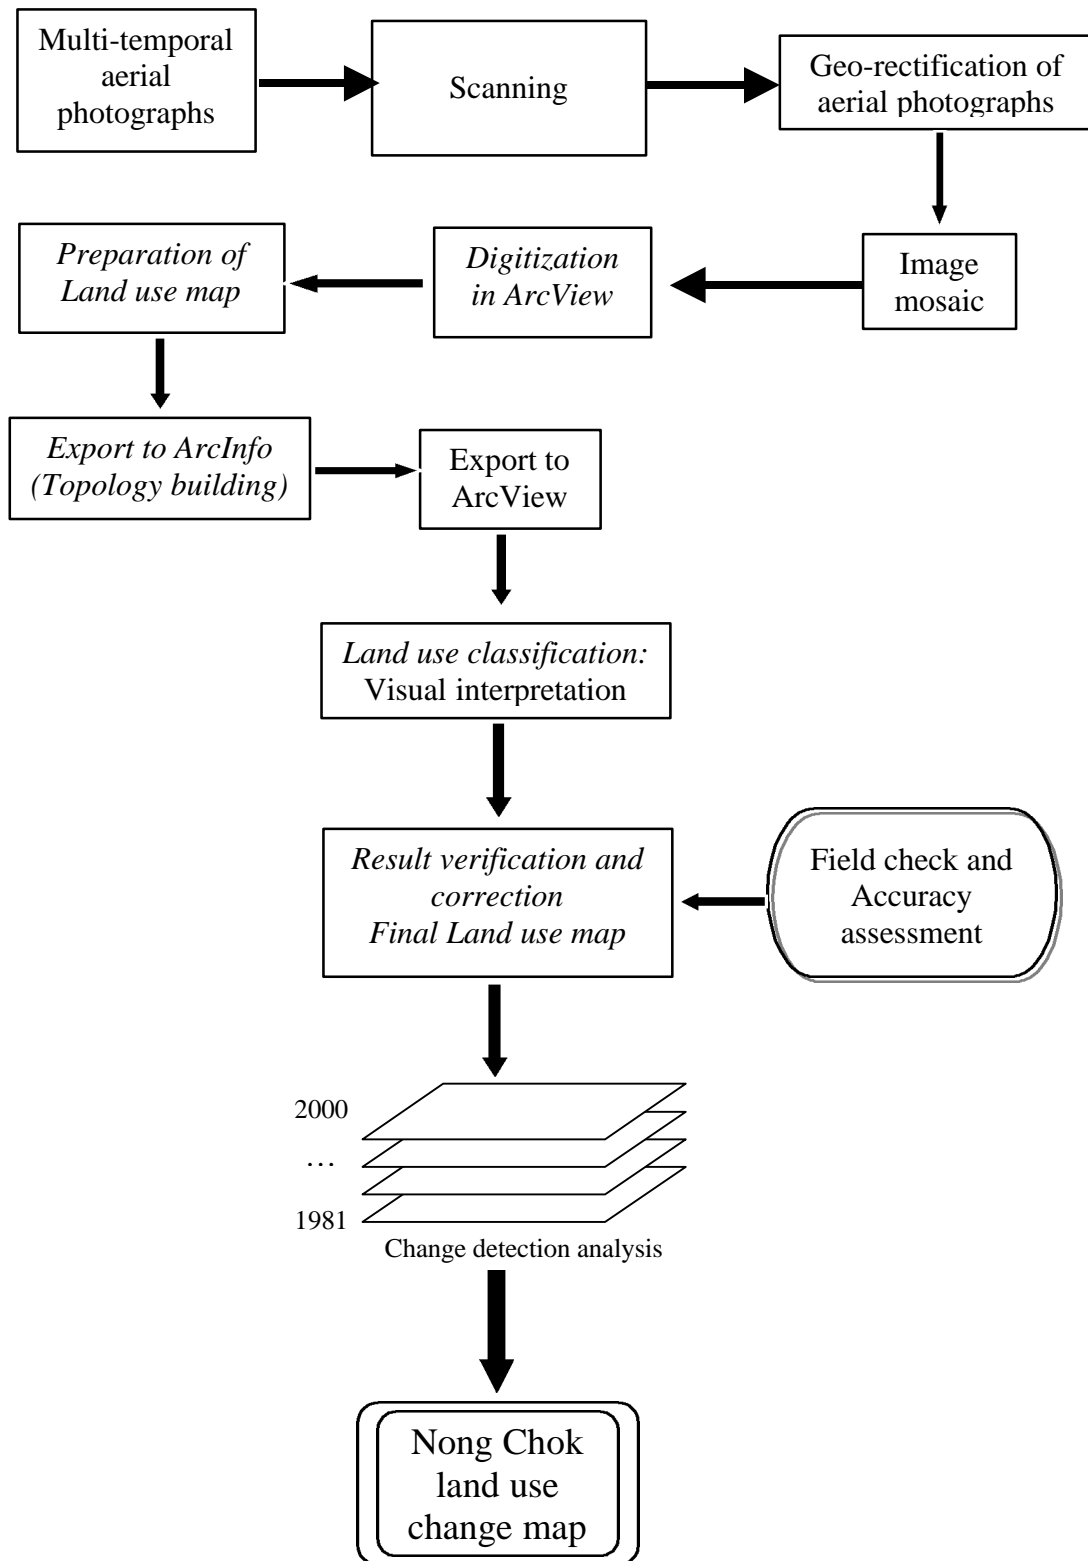 Multi-temporal
aerial
photographs
Scanning
Geo-rectification of
aerial photographs
Image
mosaic
Digitization
in ArcView
Preparation of
Land use map
Export to ArcInfo
(Topology building)
Export to
ArcView
Land use classification:
Visual interpretation
Result verification and
correction
Final Land use map
Field check and
Accuracy
assessment
2000
…
1981
Change detection analysis
Nong Chok
land use
change map